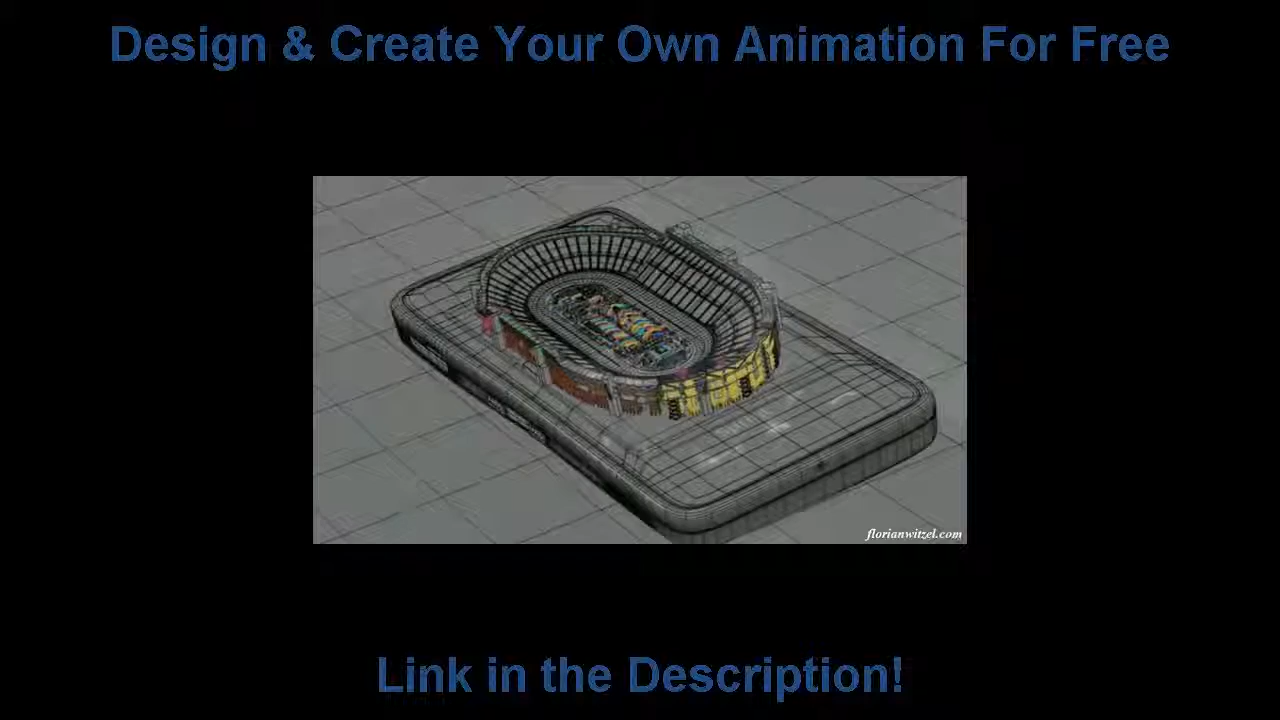 Design & Create Your Own Animation For Free
florianwitzel.com
Link in the Description!